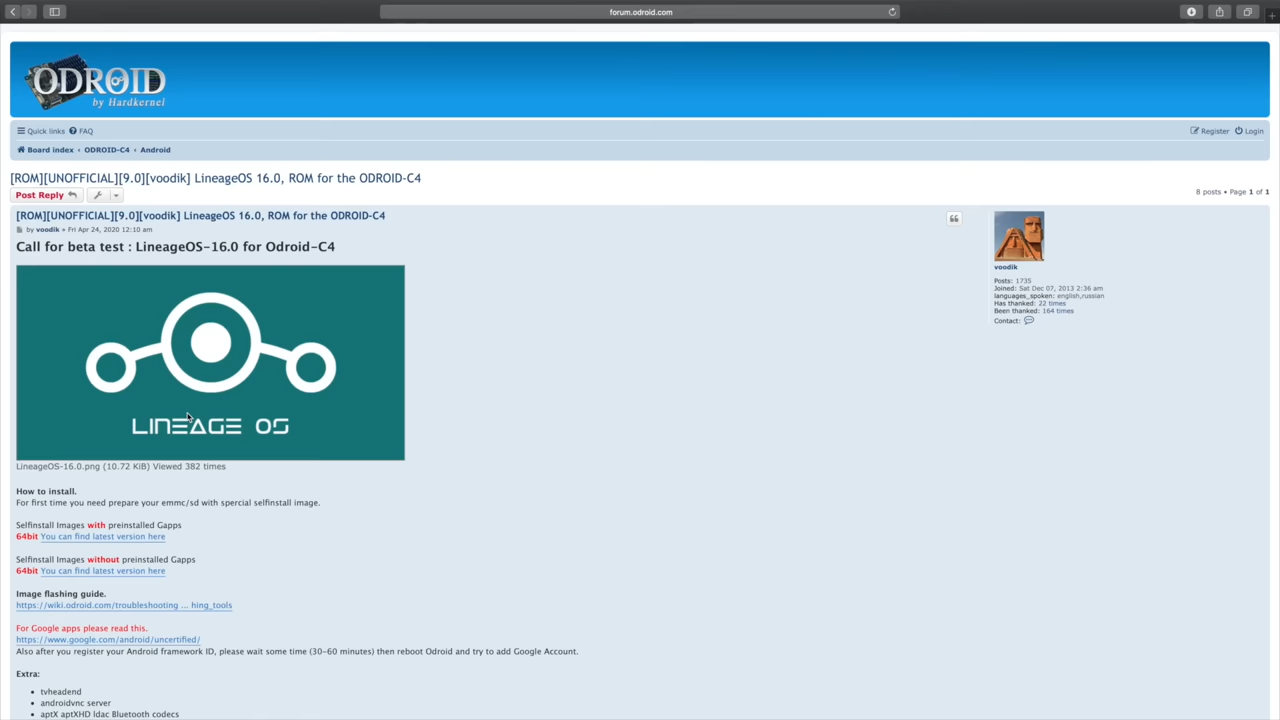 forum.odroid.com
ODROID
by Hardkernel
Quick links FAQ
Register Login
Board index ‹ ODROID-C4 ‹ Android
[ROM][UNOFFICIAL][9.0][voodik] LineageOS 16.0, ROM for the ODROID-C4
Post Reply
8 posts • Page 1 of 1
[ROM][UNOFFICIAL][9.0][voodik] LineageOS 16.0, ROM for the ODROID-C4
by voodik » Fri Apr 24, 2020 12:10 am
Call for beta test : LineageOS-16.0 for Odroid-C4
LINEAGE OS
LineageOS-16.0.png (10.72 KiB) Viewed 382 times
voodik
Posts: 1735
Joined: Sat Dec 07, 2013 2:36 am
languages_spoken: english,russian
Has thanked: 22 times
Been thanked: 164 times
Contact:
How to install.
For first time you need prepare your emmc/sd with spercial selfinstall image.
Selfinstall Images with preinstalled Gapps
64bit You can find latest version here
Selfinstall Images without preinstalled Gapps
64bit You can find latest version here
Image flashing guide.
https://wiki.odroid.com/troubleshooting ... hing_tools
For Google apps please read this.
https://www.google.com/android/uncertified/
Also after you register your Android framework ID, please wait some time (30-60 minutes) then reboot Odroid and try to add Google Account.
Extra:
• tvheadend
• androidvnc server
• aptX aptXHD ldac Bluetooth codecs